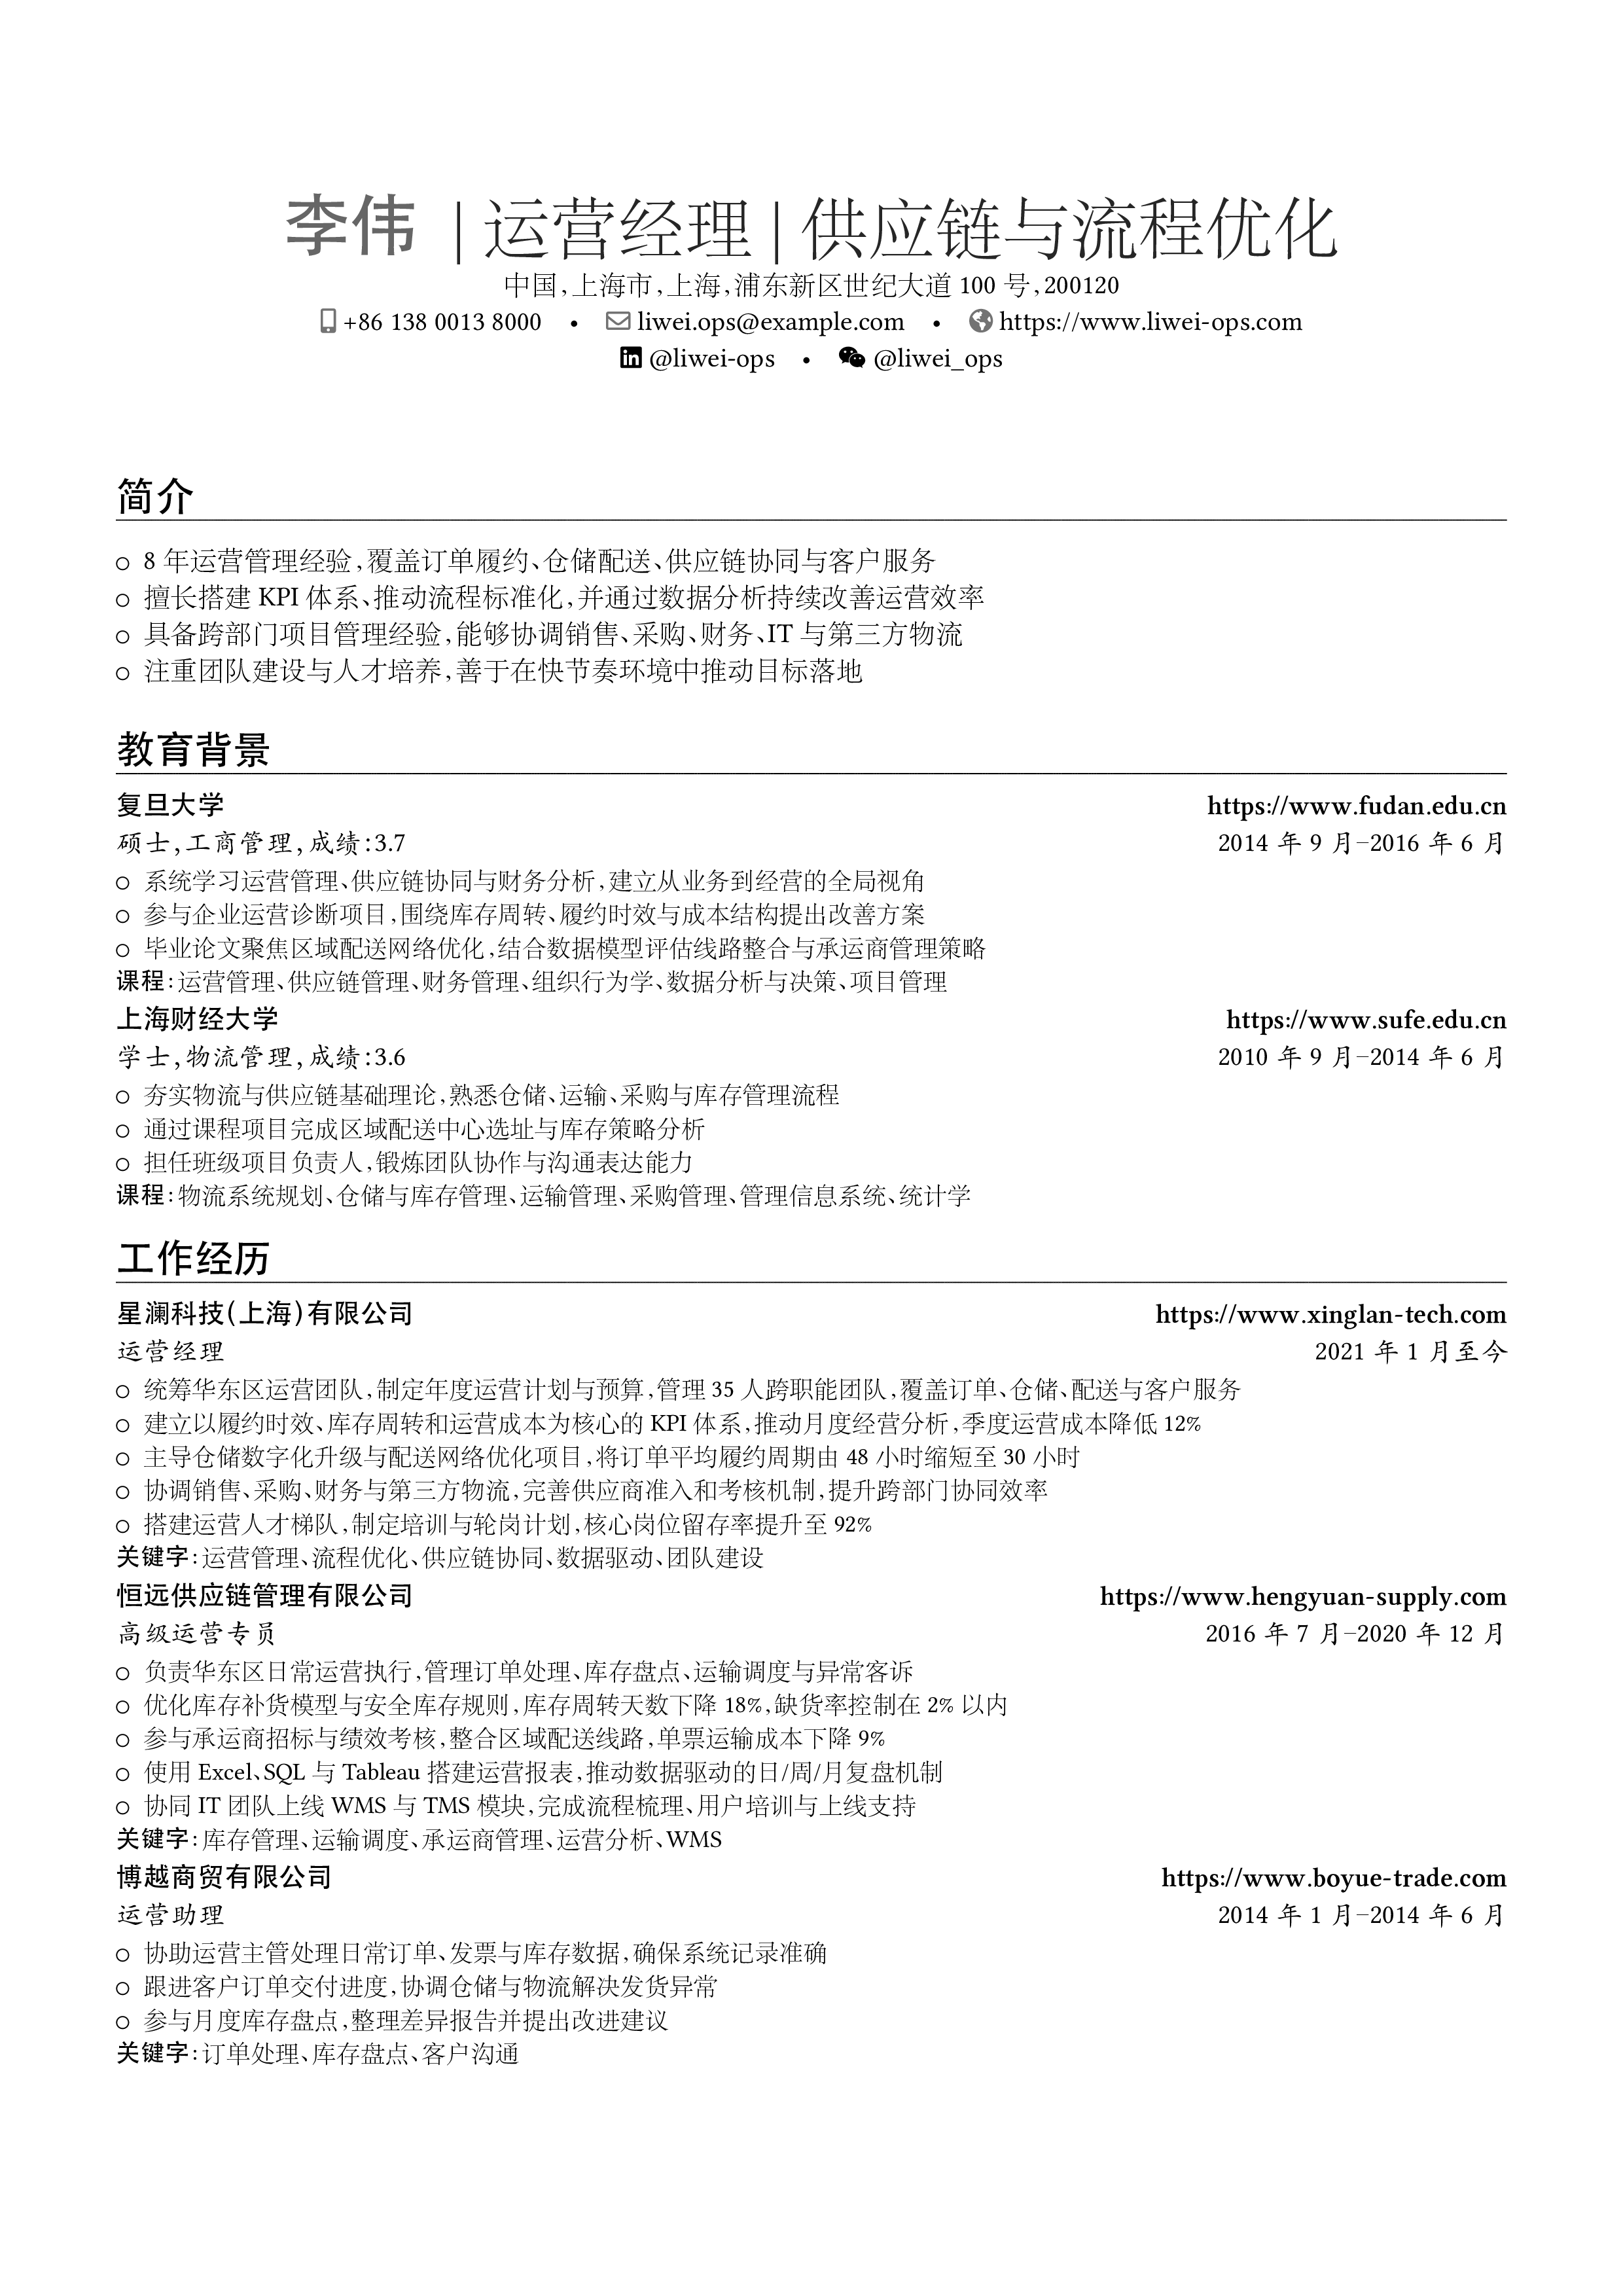 李伟 | 运营经理 | 供应链与流程优化
中国,上海市,上海,浦东新区世纪大道 100 号,200120
+86 138 0013 8000 • liwei.ops@example.com • https://www.liwei-ops.com
@liwei-ops • @liwei_ops
简介
○ 8 年运营管理经验,覆盖订单履约、仓储配送、供应链协同与客户服务
○ 擅长搭建 KPI 体系、推动流程标准化,并通过数据分析持续改善运营效率
○ 具备跨部门项目管理经验,能够协调销售、采购、财务、IT 与第三方物流
○ 注重团队建设与人才培养,善于在快节奏环境中推动目标落地
教育背景
复旦大学 https://www.fudan.edu.cn
硕士,工商管理,成绩:3.7 2014 年 9 月–2016 年 6 月
○ 系统学习运营管理、供应链协同与财务分析,建立从业务到经营的全局视角
○ 参与企业运营诊断项目,围绕库存周转、履约时效与成本结构提出改善方案
○ 毕业论文聚焦区域配送网络优化,结合数据模型评估线路整合与承运商管理策略
课程:运营管理、供应链管理、财务管理、组织行为学、数据分析与决策、项目管理
上海财经大学 https://www.sufe.edu.cn
学士,物流管理,成绩:3.6 2010 年 9 月–2014 年 6 月
○ 夯实物流与供应链基础理论,熟悉仓储、运输、采购与库存管理流程
○ 通过课程项目完成区域配送中心选址与库存策略分析
○ 担任班级项目负责人,锻炼团队协作与沟通表达能力
课程:物流系统规划、仓储与库存管理、运输管理、采购管理、管理信息系统、统计学
工作经历
星澜科技(上海)有限公司 https://www.xinglan-tech.com
运营经理 2021 年 1 月至今
○ 统筹华东区运营团队,制定年度运营计划与预算,管理 35 人跨职能团队,覆盖订单、仓储、配送与客户服务
○ 建立以履约时效、库存周转和运营成本为核心的 KPI 体系,推动月度经营分析,季度运营成本降低 12%
○ 主导仓储数字化升级与配送网络优化项目,将订单平均履约周期由 48 小时缩短至 30 小时
○ 协调销售、采购、财务与第三方物流,完善供应商准入和考核机制,提升跨部门协同效率
○ 搭建运营人才梯队,制定培训与轮岗计划,核心岗位留存率提升至 92%
关键字:运营管理、流程优化、供应链协同、数据驱动、团队建设
恒远供应链管理有限公司 https://www.hengyuan-supply.com
高级运营专员 2016 年 7 月–2020 年 12 月
○ 负责华东区日常运营执行,管理订单处理、库存盘点、运输调度与异常客诉
○ 优化库存补货模型与安全库存规则,库存周转天数下降 18%,缺货率控制在 2% 以内
○ 参与承运商招标与绩效考核,整合区域配送线路,单票运输成本下降 9%
○ 使用 Excel、SQL 与 Tableau 搭建运营报表,推动数据驱动的日/周/月复盘机制
○ 协同 IT 团队上线 WMS 与 TMS 模块,完成流程梳理、用户培训与上线支持
关键字:库存管理、运输调度、承运商管理、运营分析、WMS
博越商贸有限公司 https://www.boyue-trade.com
运营助理 2014 年 1 月–2014 年 6 月
○ 协助运营主管处理日常订单、发票与库存数据,确保系统记录准确
○ 跟进客户订单交付进度,协调仓储与物流解决发货异常
○ 参与月度库存盘点,整理差异报告并提出改进建议
关键字:订单处理、库存盘点、客户沟通